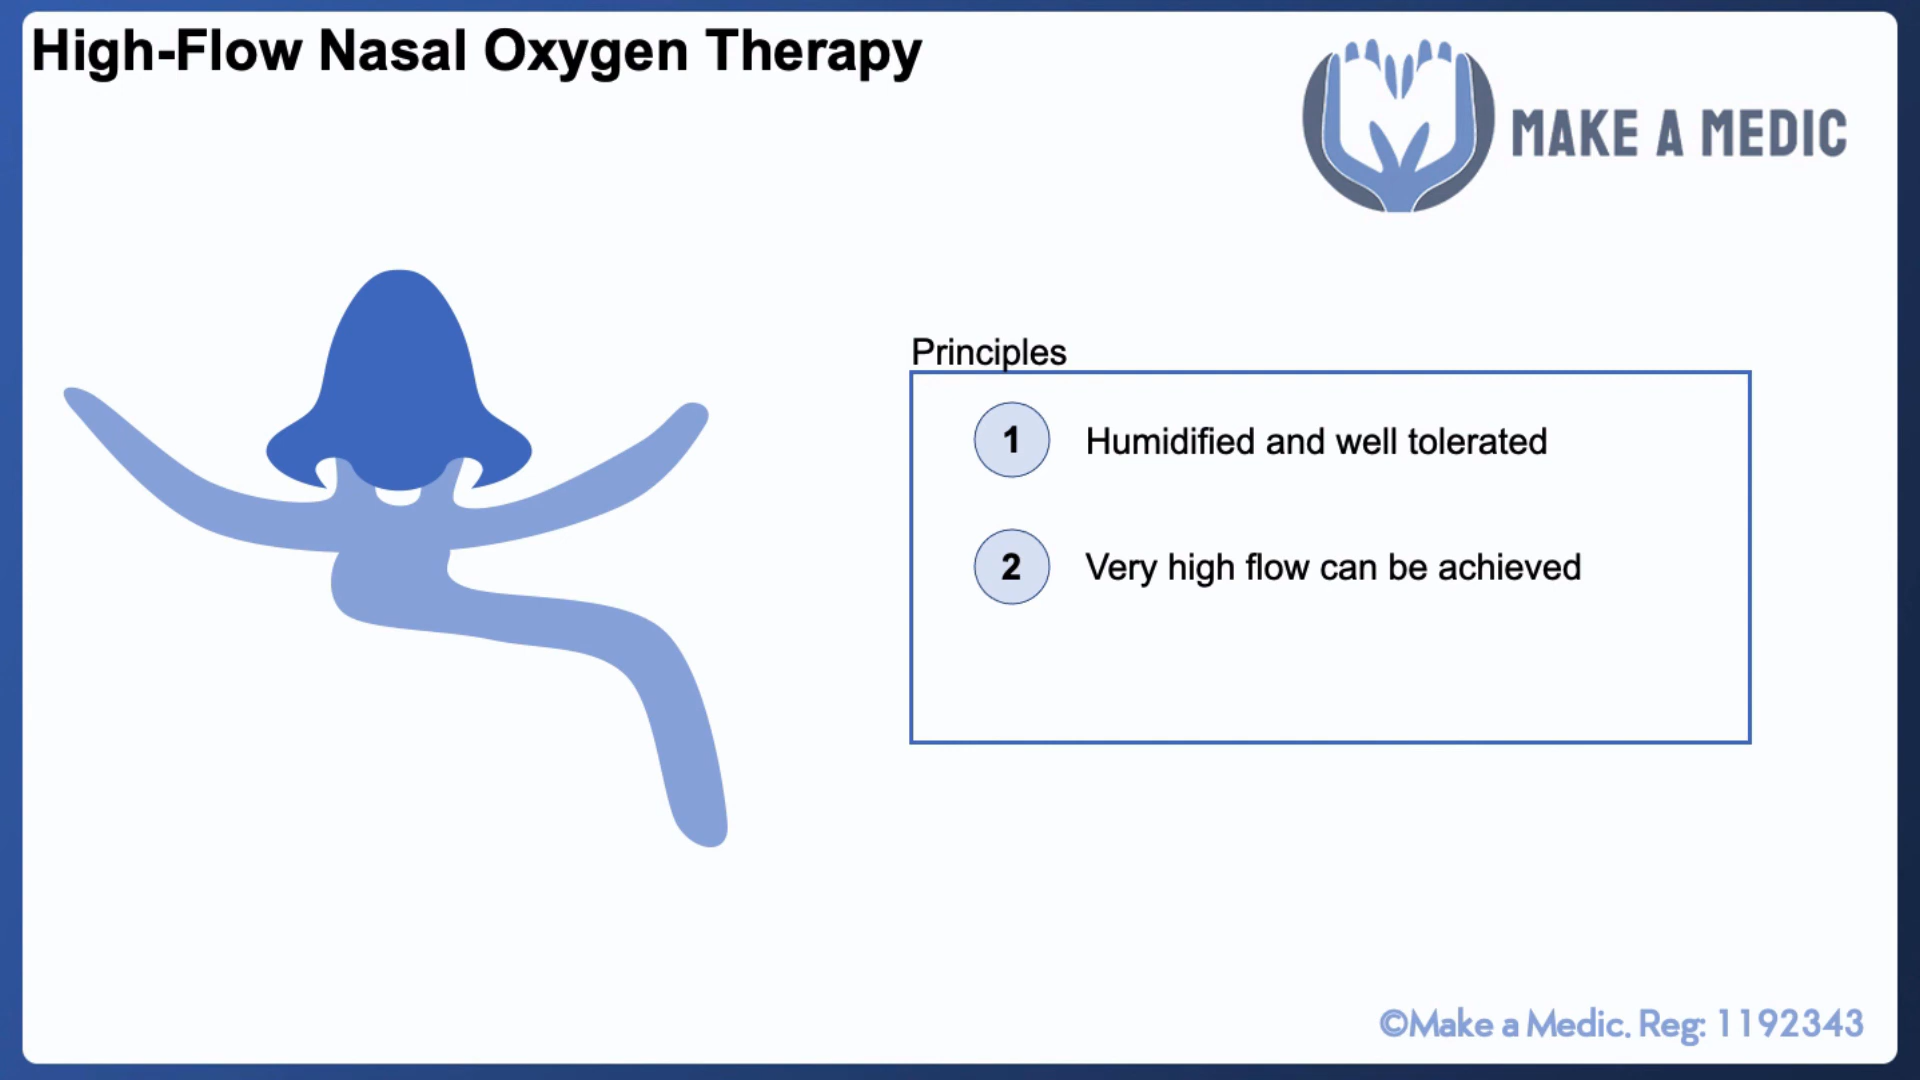 High-Flow Nasal Oxygen Therapy
MAKE A MEDIC
Principles
1 Humidified and well tolerated
2 Very high flow can be achieved
©Make a Medic. Reg: 1192343